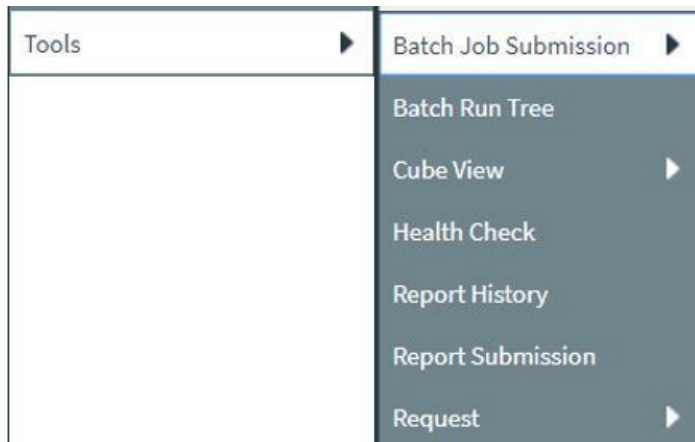 Tools
Batch Job Submission
Batch Run Tree
Cube View
Health Check
Report History
Report Submission
Request